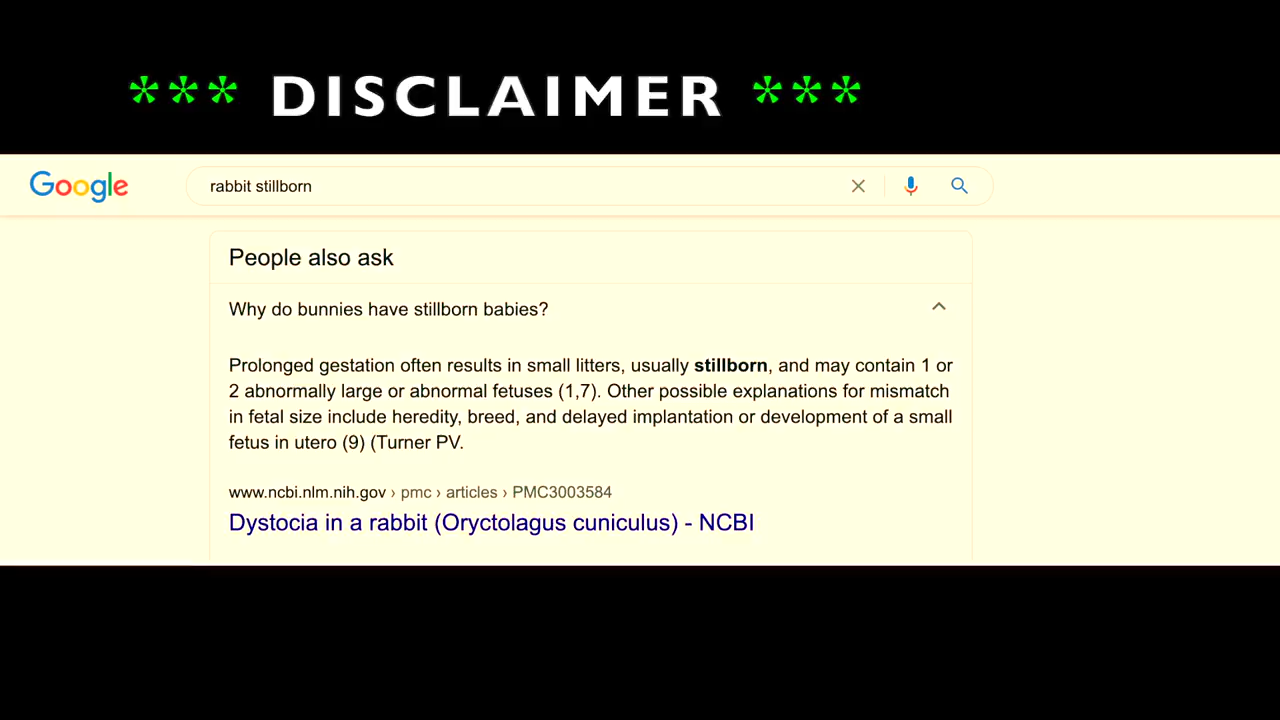 *** DISCLAIMER ***
Google
rabbit stillborn
People also ask
Why do bunnies have stillborn babies?
Prolonged gestation often results in small litters, usually stillborn, and may contain 1 or
2 abnormally large or abnormal fetuses (1,7). Other possible explanations for mismatch
in fetal size include heredity, breed, and delayed implantation or development of a small
fetus in utero (9) (Turner PV.
www.ncbi.nlm.nih.gov › pmc › articles › PMC3003584
Dystocia in a rabbit (Oryctolagus cuniculus) - NCBI